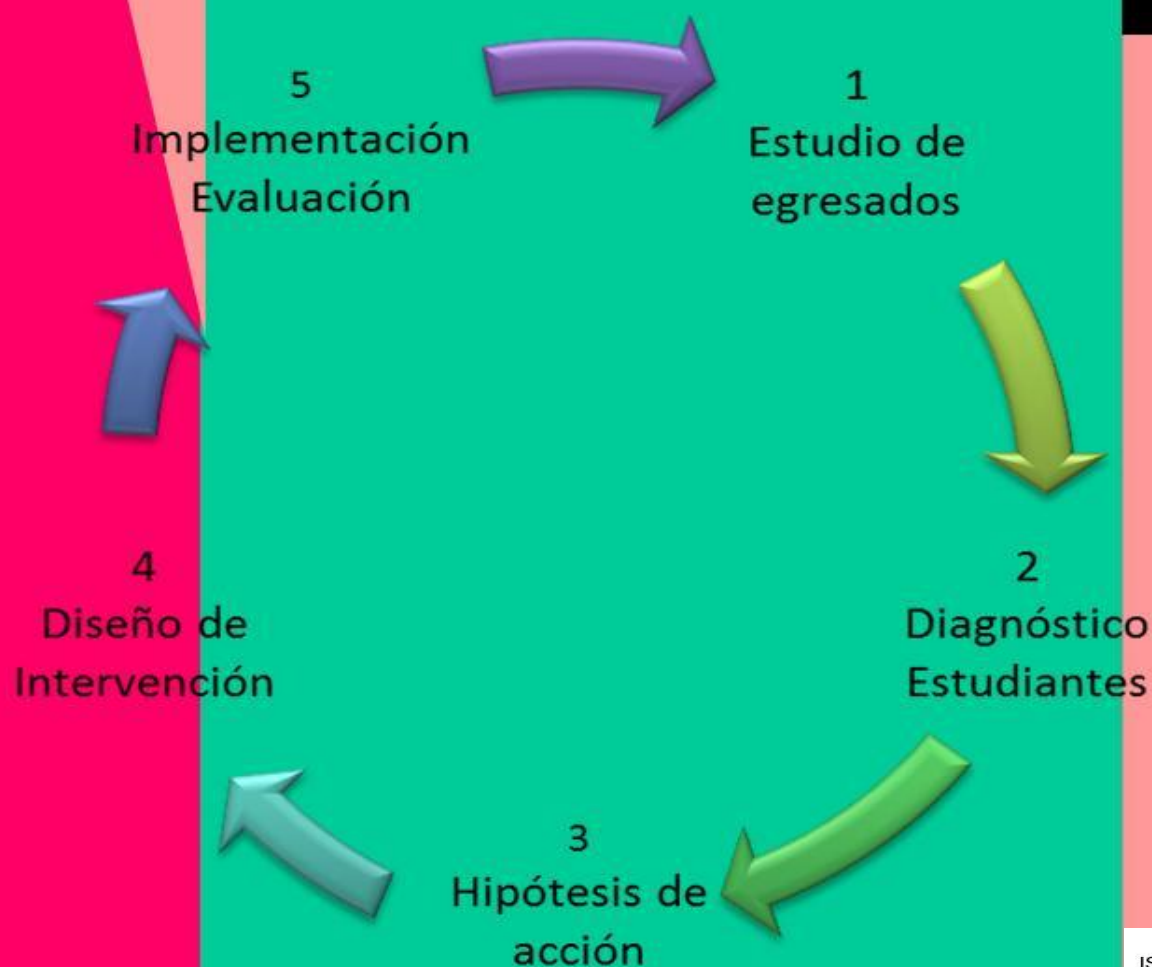 5
Implementación
Evaluación
1
Estudio de
egresados
4
Diseño de
Intervención
2
Diagnóstico
Estudiantes
3
Hipótesis de
acción